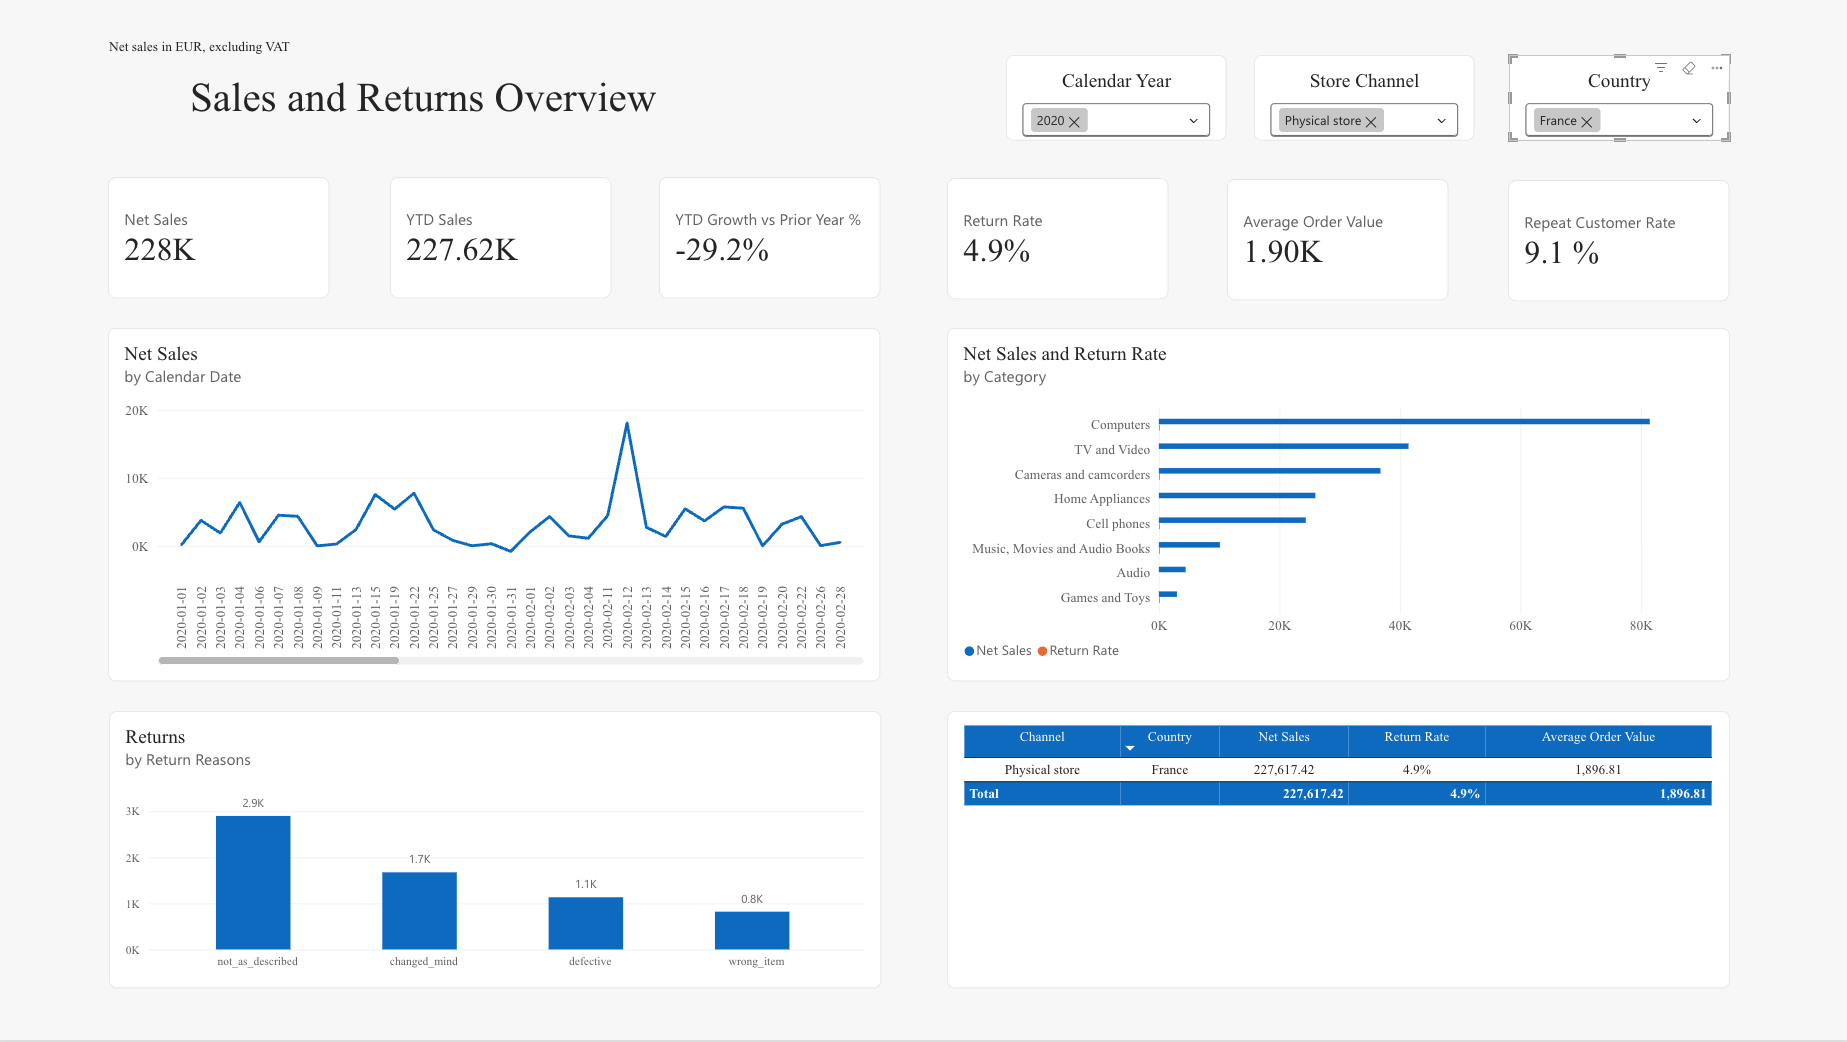 Net sales in EUR, excluding VAT
Sales and Returns Overview
Calendar Year
2020
Store Channel
Physical store
Country
France
Net Sales
228K
YTD Sales
227.62K
YTD Growth vs Prior Year %
-29.2%
Return Rate
4.9%
Average Order Value
1.90K
Repeat Customer Rate
9.1 %
Net Sales
by Calendar Date
20K
10K
0K
2020-01-01
2020-01-02
2020-01-03
2020-01-04
2020-01-06
2020-01-07
2020-01-08
2020-01-09
2020-01-11
2020-01-13
2020-01-15
2020-01-19
2020-01-22
2020-01-25
2020-01-27
2020-01-29
2020-01-30
2020-01-31
2020-02-01
2020-02-02
2020-02-03
2020-02-04
2020-02-11
2020-02-12
2020-02-13
2020-02-14
2020-02-15
2020-02-16
2020-02-17
2020-02-18
2020-02-19
2020-02-20
2020-02-22
2020-02-26
2020-02-28
Net Sales and Return Rate
by Category
Computers
TV and Video
Cameras and camcorders
Home Appliances
Cell phones
Music, Movies and Audio Books
Audio
Games and Toys
0K 20K 40K 60K 80K
Net Sales Return Rate
Returns
by Return Reasons
3K
2K
1K
0K
2.9K
1.7K
1.1K
0.8K
not_as_described changed_mind defective wrong_item
Channel Country Net Sales Return Rate Average Order Value
Physical store France 227,617.42 4.9% 1,896.81
Total 227,617.42 4.9% 1,896.81